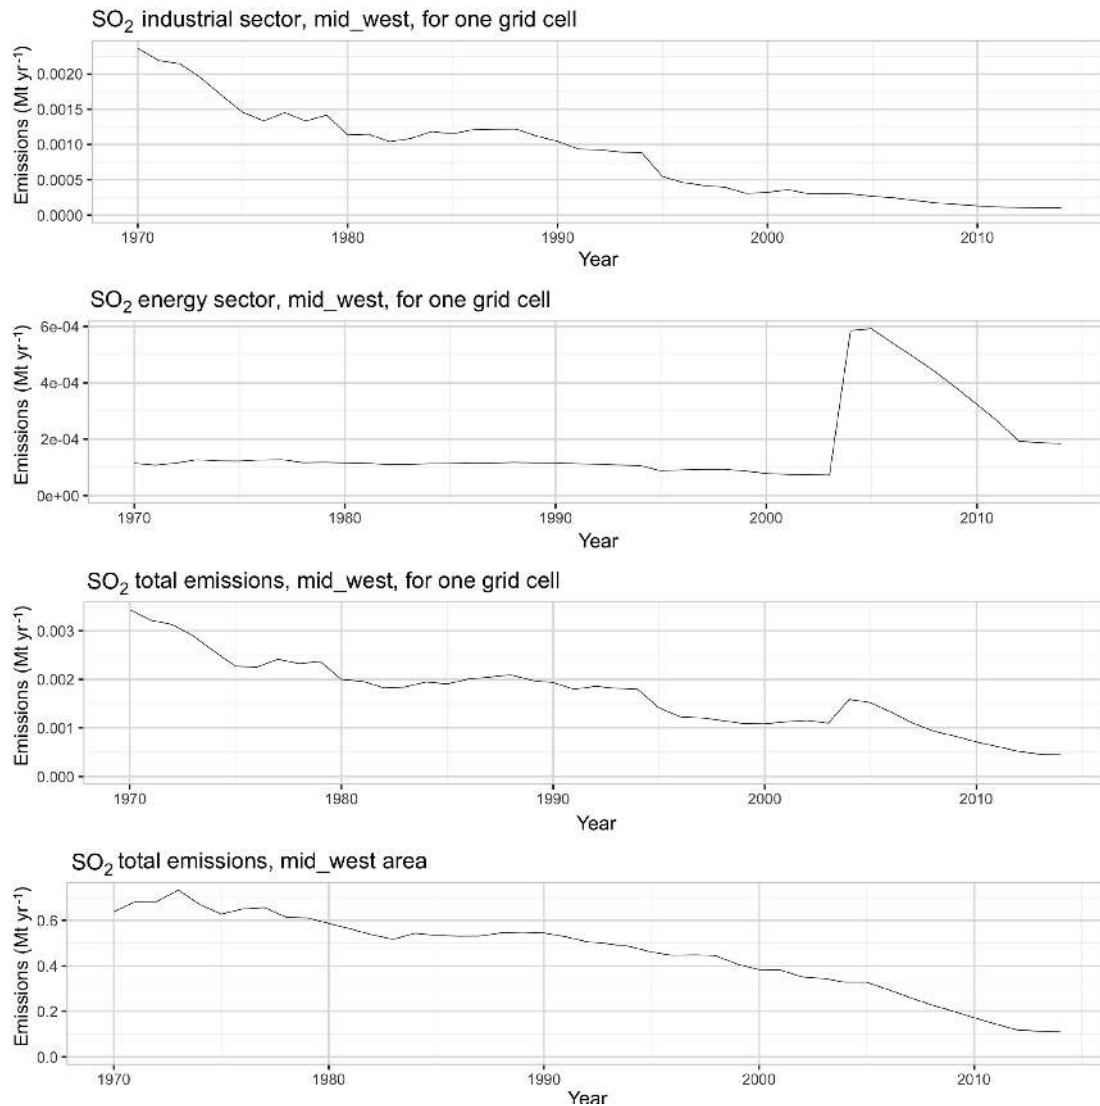 SO2 industrial sector, mid_west, for one grid cell
Emissions (Mt yr-1)
0.0020
0.0015
0.0010
0.0005
0.0000
1970 1980 1990 2000 2010
Year
SO2 energy sector, mid_west, for one grid cell
Emissions (Mt yr-1)
6e-04
4e-04
2e-04
0e+00
1970 1980 1990 2000 2010
Year
SO2 total emissions, mid_west, for one grid cell
Emissions (Mt yr-1)
0.003
0.002
0.001
0.000
1970 1980 1990 2000 2010
Year
SO2 total emissions, mid_west area
Emissions (Mt yr-1)
0.6
0.4
0.2
0.0
1970 1980 1990 2000 2010
Year